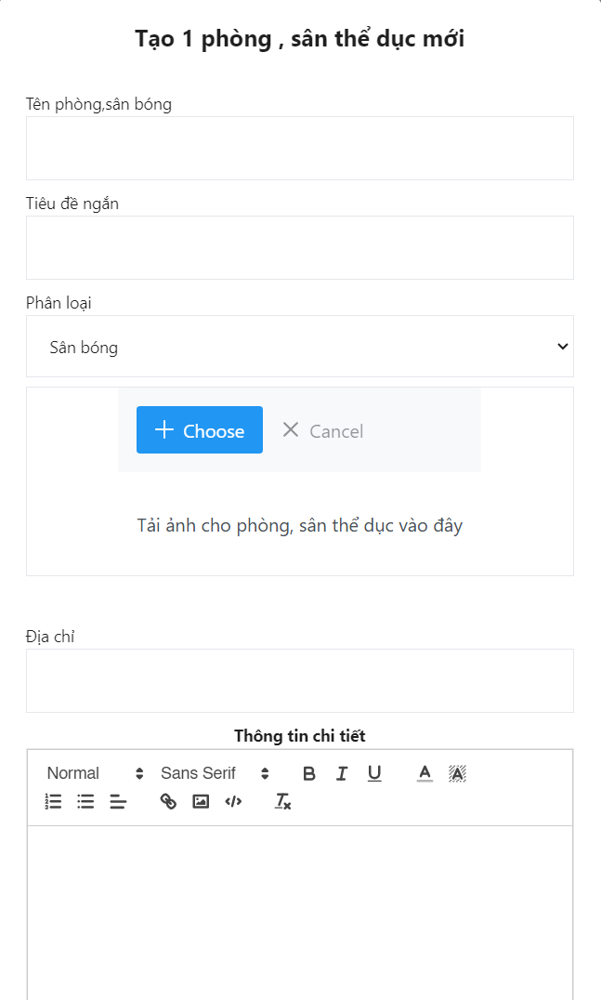 Tạo 1 phòng , sân thể dục mới
Tên phòng,sân bóng
Tiêu đề ngắn
Phân loại
Sân bóng
Choose Cancel
Tải ảnh cho phòng, sân thể dục vào đây
Địa chỉ
Thông tin chi tiết
Normal Sans Serif B I U A A